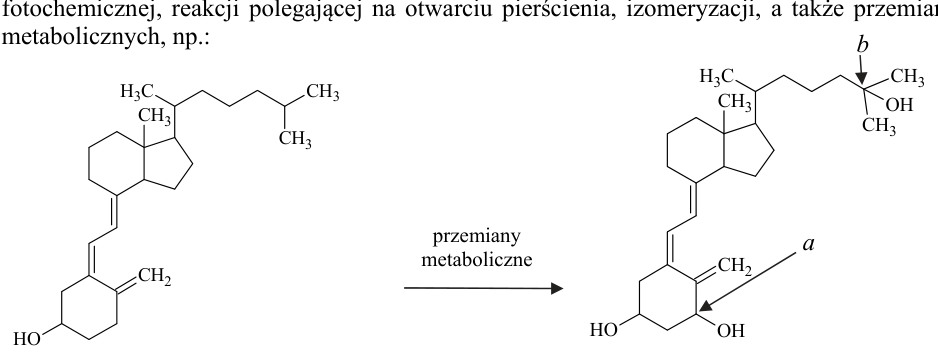 fotochemicznej, reakcji polegającej na otwarciu pierścienia, izomeryzacji, a także przemian
metabolicznych, np.:
b
H₃C
CH₃
CH₃
CH₃
H₃C
CH₃
OH
CH₃
CH₃
przemiany
metaboliczne
a
CH₂
CH₂
HO
HO
OH